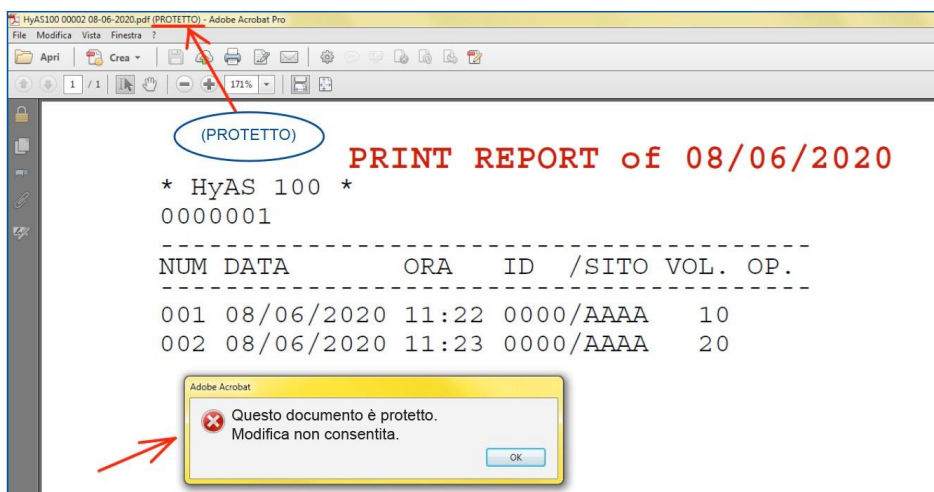 HyAS100 00002 08-06-2020.pdf (PROTETTO) - Adobe Acrobat Pro
File Modifica Vista Finestra ?
Apri Crea
1 / 1 171%
(PROTETTO)
PRINT REPORT of 08/06/2020
* HyAS 100 *
0000001
----------------------------------------
NUM DATA ORA ID /SITO VOL. OP.
----------------------------------------
001 08/06/2020 11:22 0000/AAAA 10
002 08/06/2020 11:23 0000/AAAA 20
Adobe Acrobat
Questo documento è protetto.
Modifica non consentita.
OK